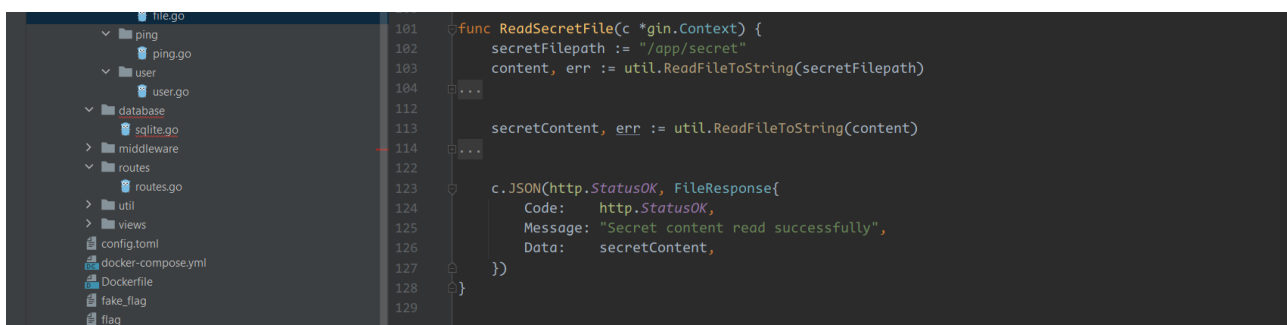 file.go
ping
ping.go
user
user.go
database
sqlite.go
middleware
routes
routes.go
util
views
config.toml
docker-compose.yml
Dockerfile
fake_flag
flag
101 func ReadSecretFile(c *gin.Context) {
102 secretFilepath := "/app/secret"
103 content, err := util.ReadFileToString(secretFilepath)
104 ...
112
113 secretContent, err := util.ReadFileToString(content)
114 ...
122
123 c.JSON(http.StatusOK, FileResponse{
124 Code: http.StatusOK,
125 Message: "Secret content read successfully",
126 Data: secretContent,
127 })
128 }
129